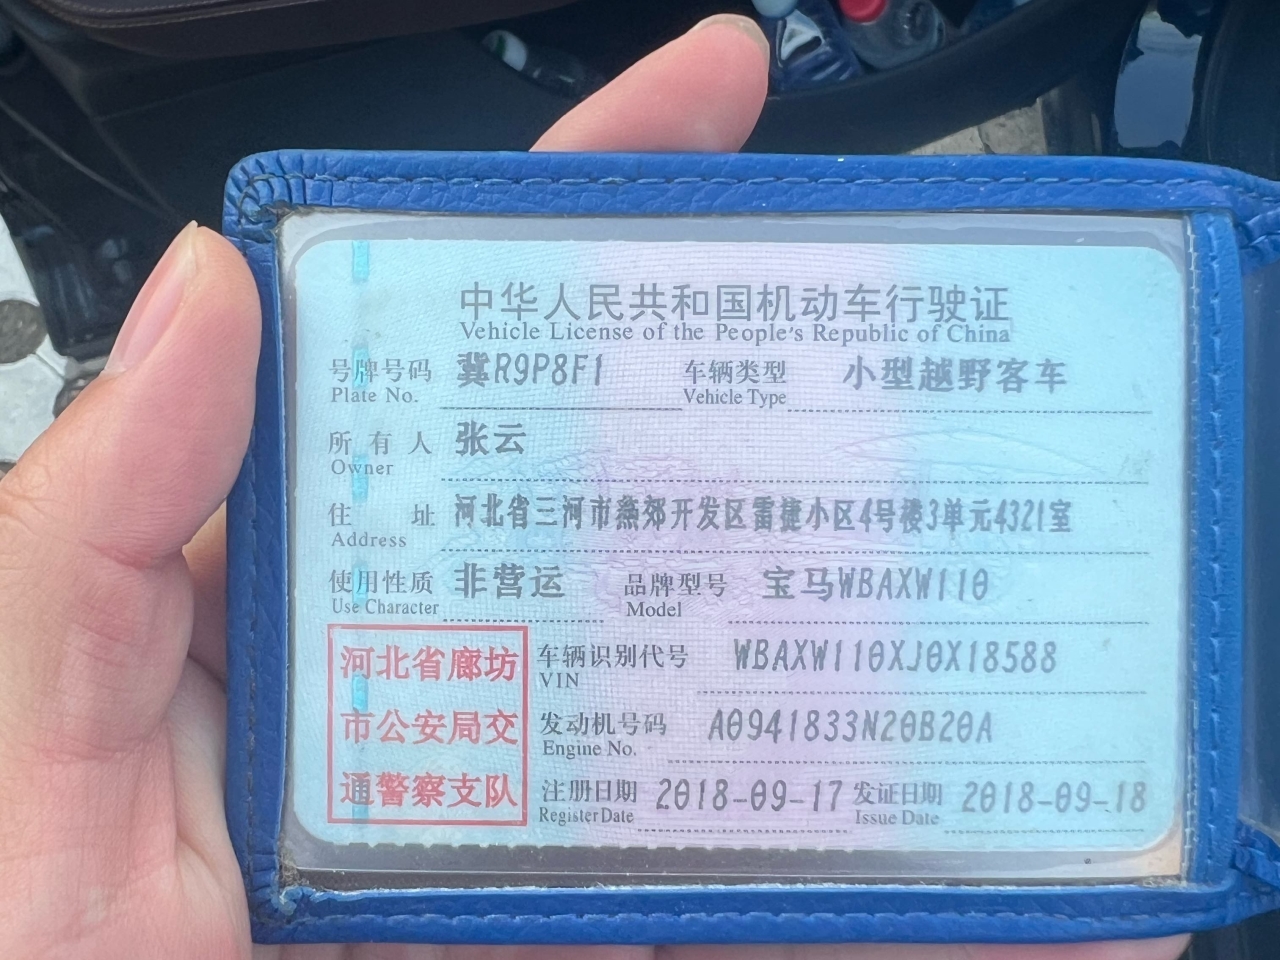 中华人民共和国机动车行驶证
Vehicle License of the People's Republic of China
号牌号码 冀R9P8F1 车辆类型 小型越野客车
Plate No. Vehicle Type
所有人 张云
Owner
住址 河北省三河市燕郊开发区雷捷小区4号楼3单元4321室
Address
使用性质 非营运 品牌型号 宝马WBAXW110
Use Character Model
河北省廊坊
市公安局交
通警察支队
车辆识别代号 WBAXW110XJ0X18588
VIN
发动机号码 A0941833N20B20A
Engine No.
注册日期 2018-09-17 发证日期 2018-09-18
Register Date Issue Date